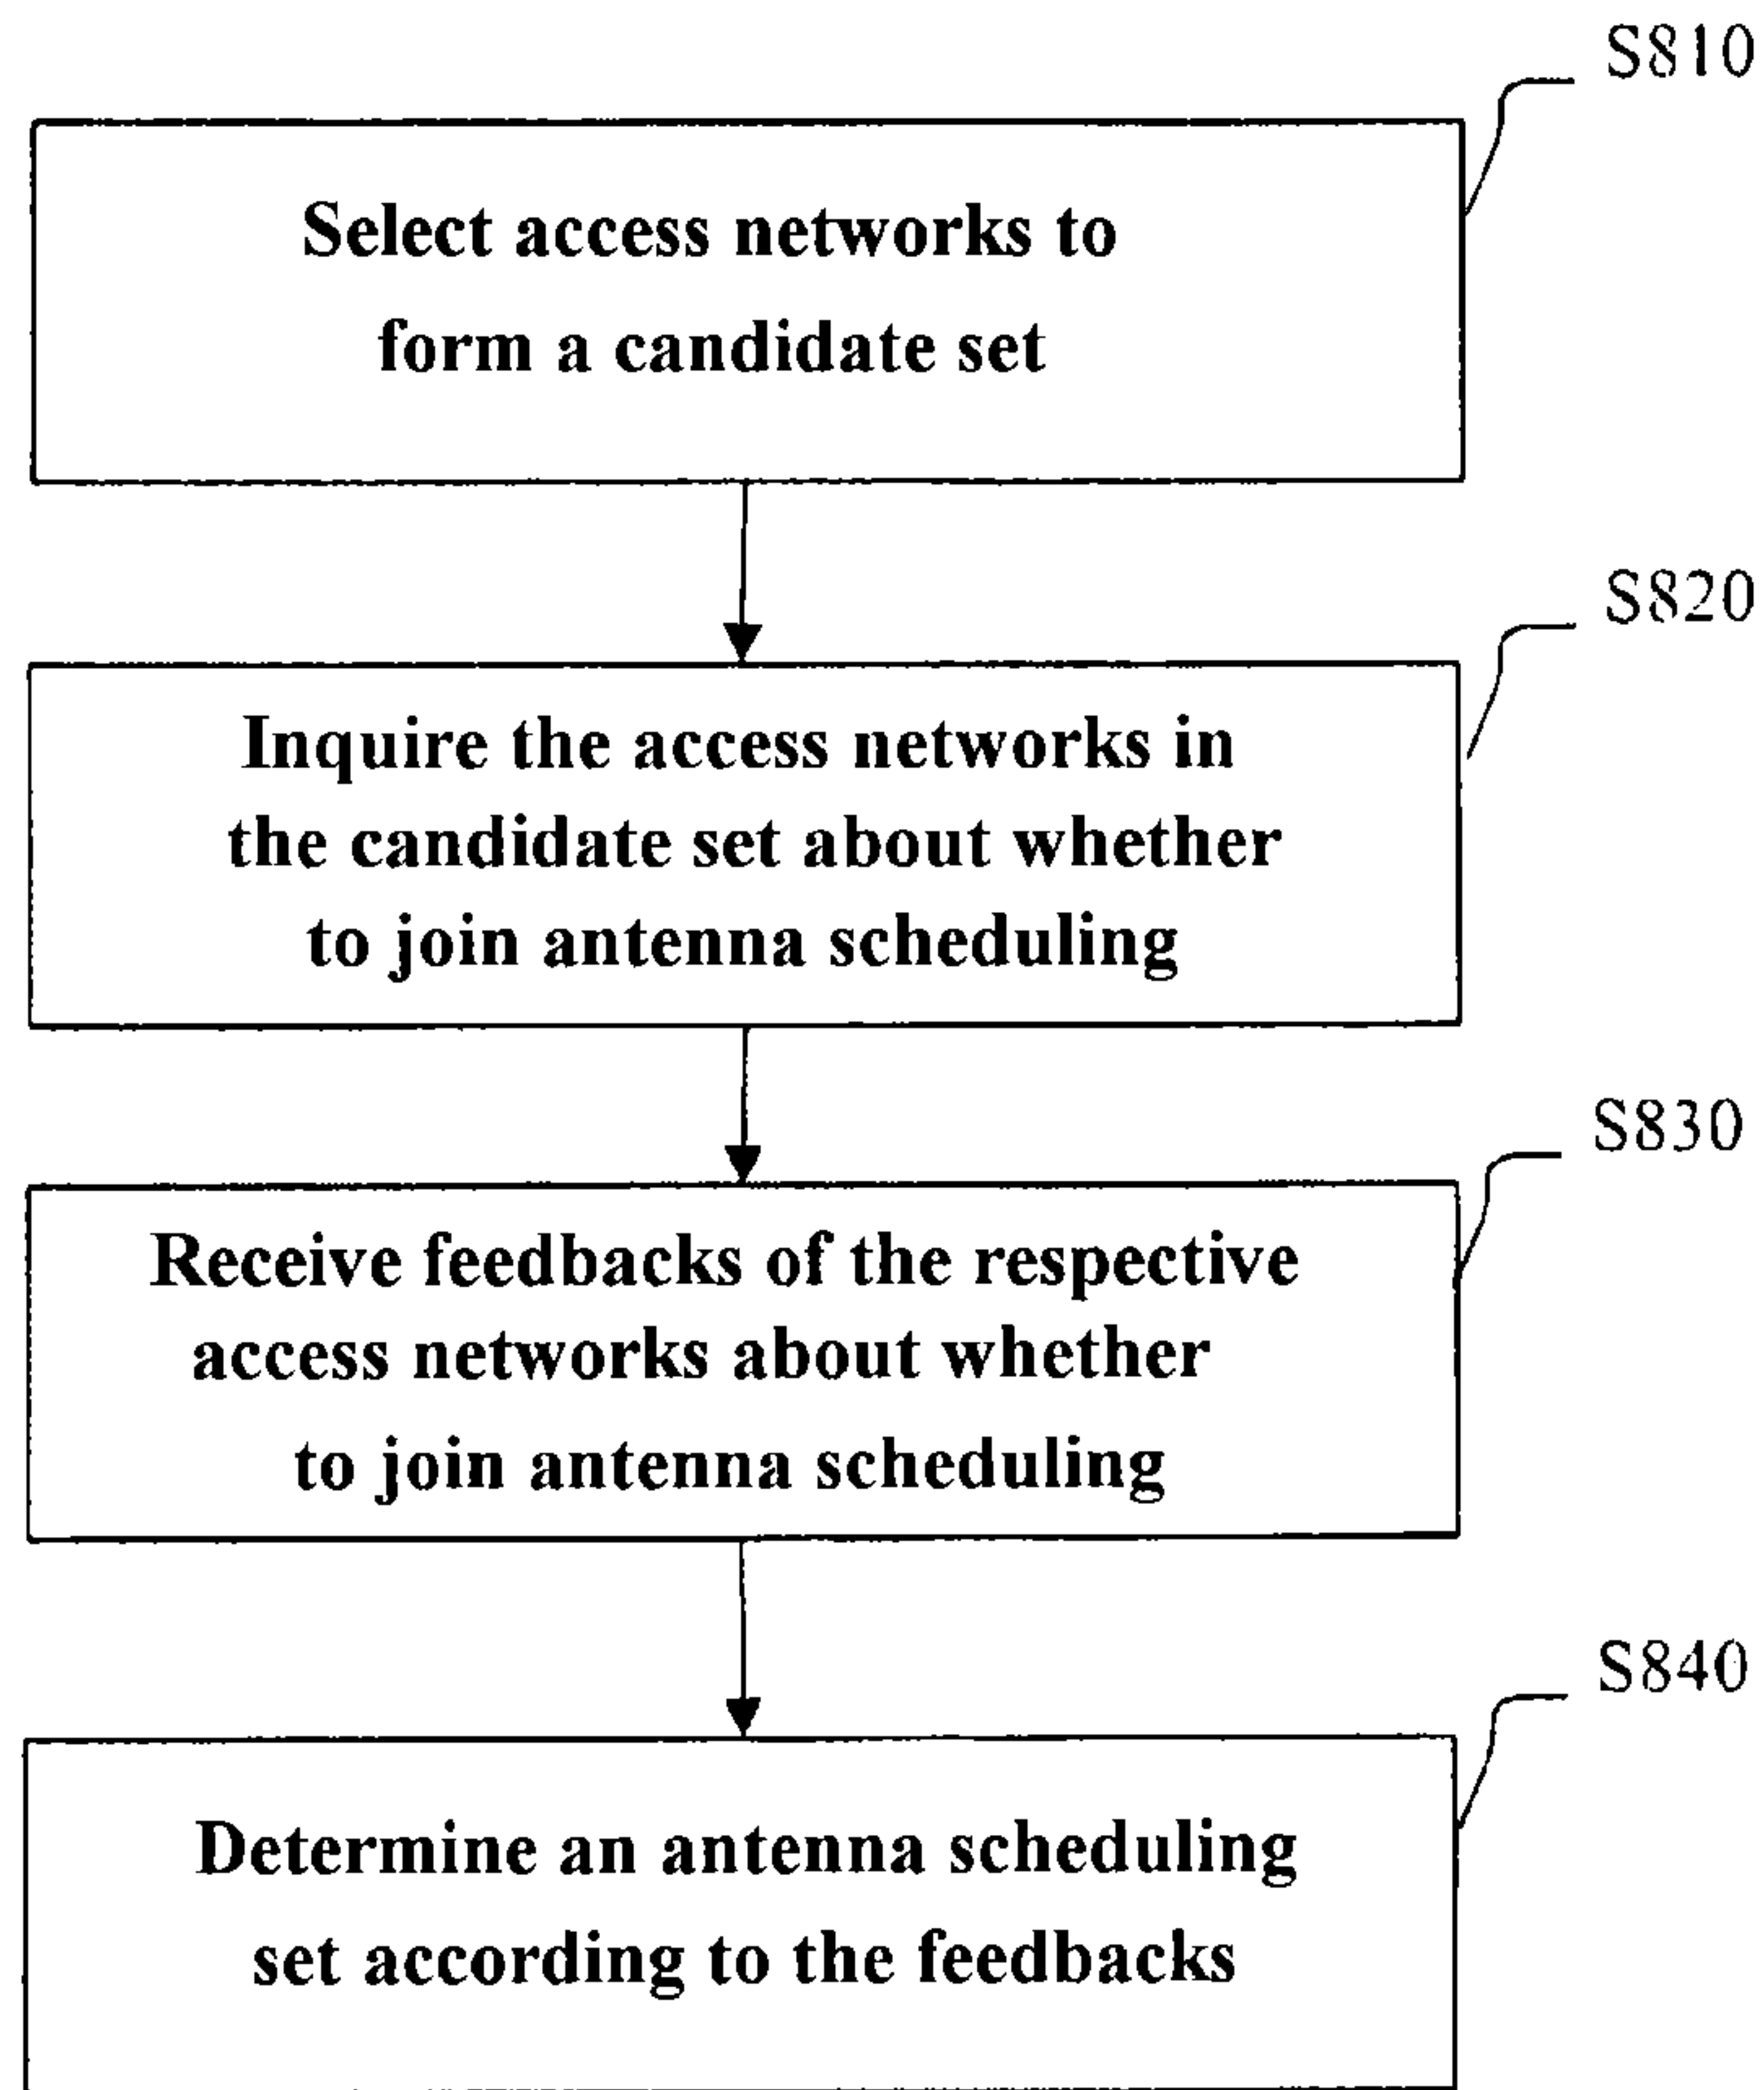 S810
Select access networks to
form a candidate set
S820
Inquire the access networks in
the candidate set about whether
to join antenna scheduling
S830
Receive feedbacks of the respective
access networks about whether
to join antenna scheduling
S840
Determine an antenna scheduling
set according to the feedbacks